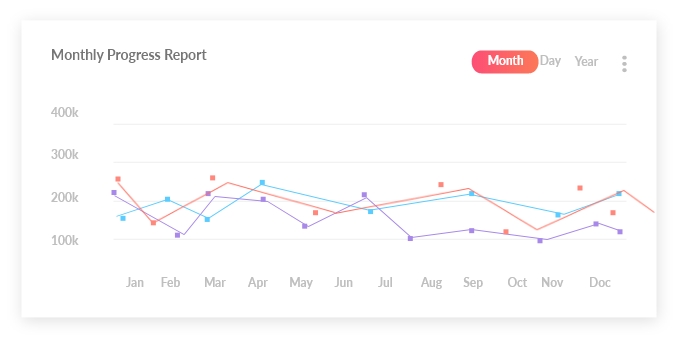 Monthly Progress Report
Month Day Year
400k
300k
200k
100k
Jan Feb Mar Apr May Jun Jul Aug Sep Oct Nov Doc